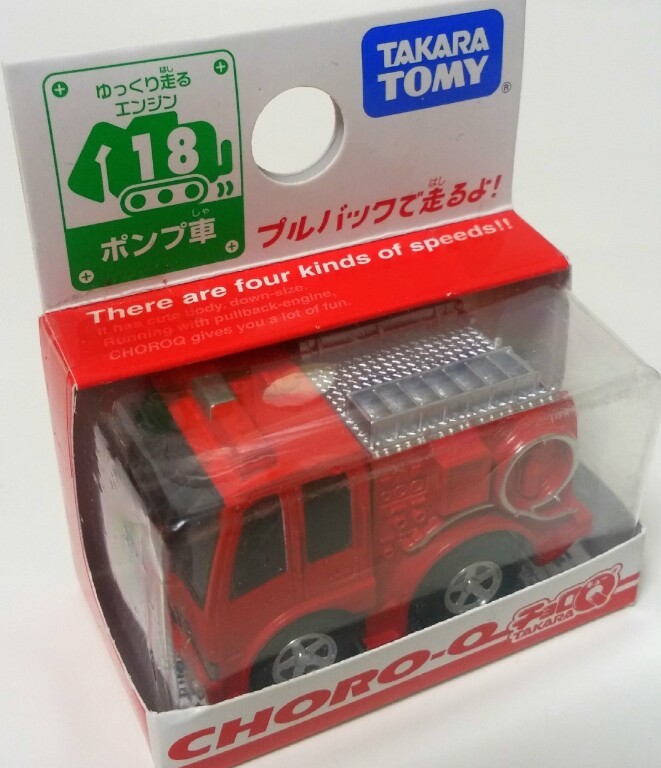 ゆっくり走る
エンジン
18
ポンプ車
TAKARA
TOMY
®
プルバックで走るよ!
There are four kinds of speeds!!
It has cute body, down-size.
Running with pullback-engine,
CHOROQ gives you a lot of fun.
CHORO-Q チョロQ
TAKARA